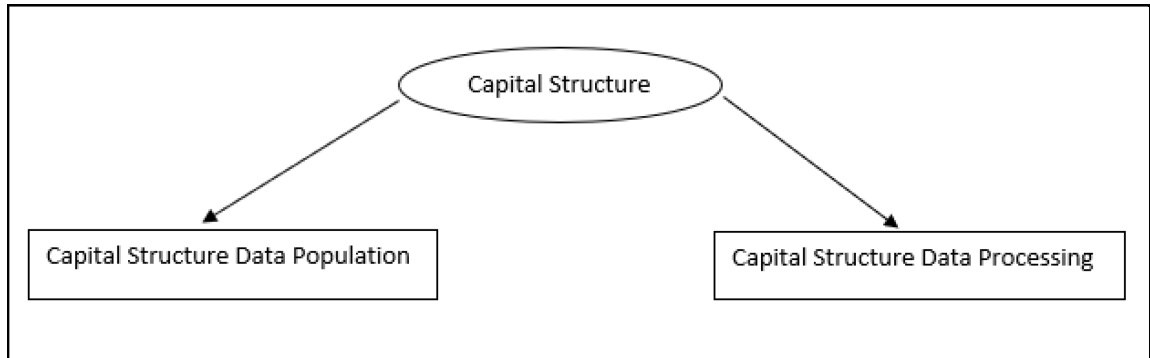 Capital Structure
Capital Structure Data Population
Capital Structure Data Processing